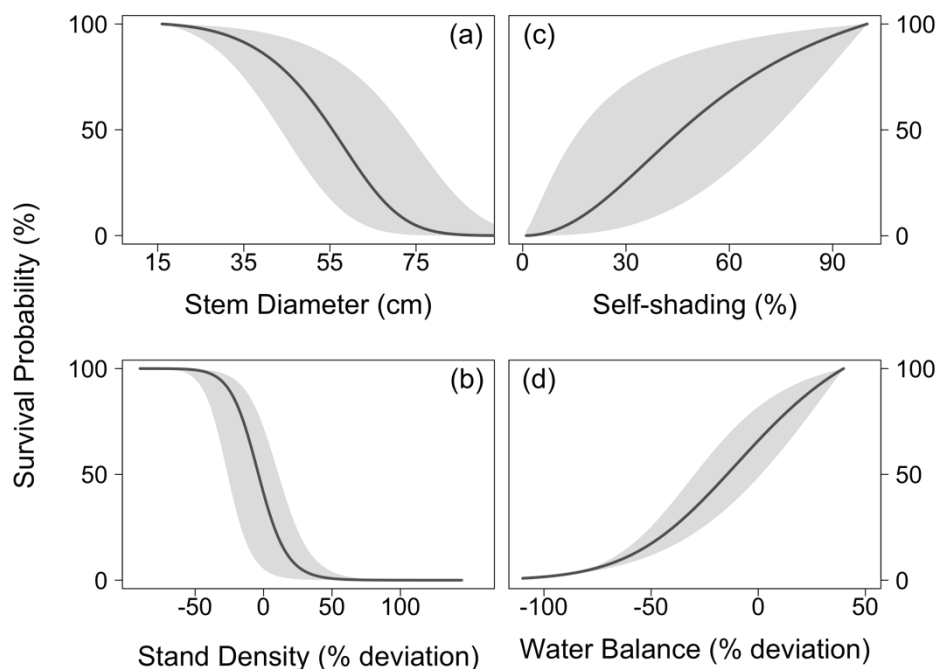 Survival Probability (%)
(a)
100
50
0
15 35 55 75
Stem Diameter (cm)
(c)
100
50
0
0 30 60 90
Self-shading (%)
(b)
100
50
0
-50 0 50 100
Stand Density (% deviation)
(d)
100
50
0
-100 -50 0 50
Water Balance (% deviation)